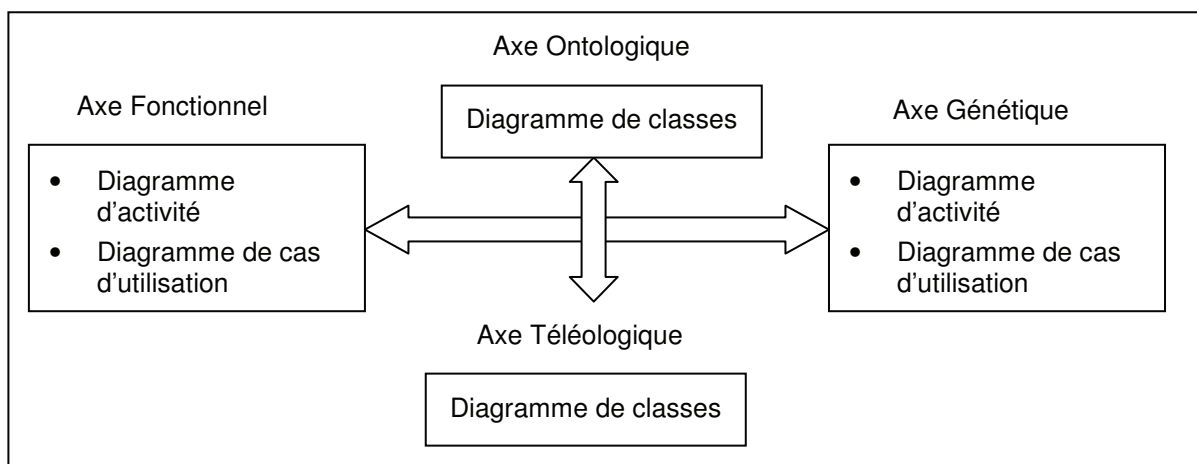 Axe Ontologique
Diagramme de classes
Axe Fonctionnel
• Diagramme
d'activité
• Diagramme de cas
d'utilisation
Axe Génétique
• Diagramme
d'activité
• Diagramme de cas
d'utilisation
Axe Téléologique
Diagramme de classes